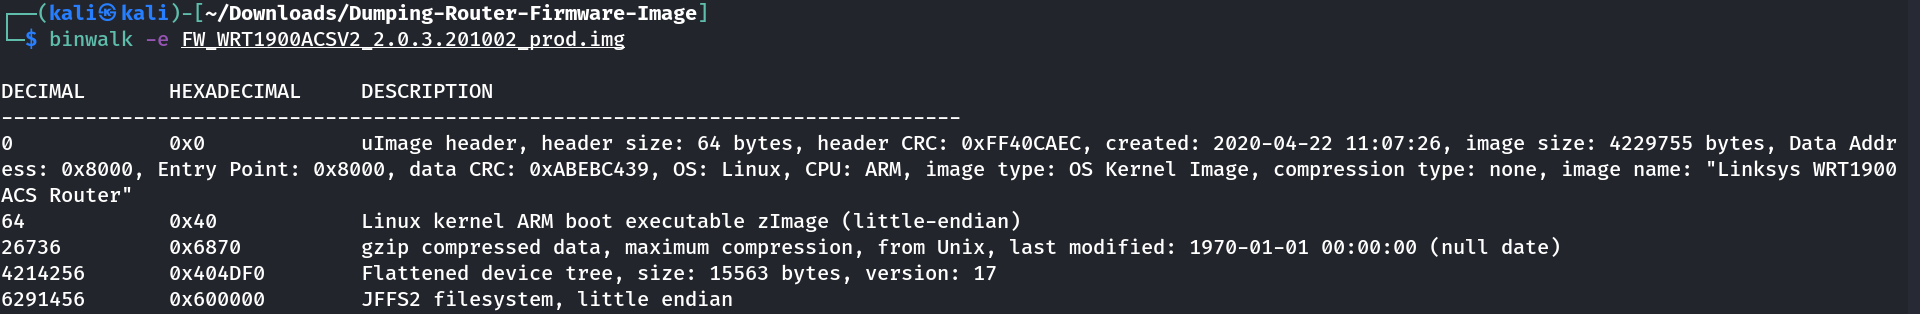 ┌──(kali㉿kali)-[~/Downloads/Dumping-Router-Firmware-Image]
└─$ binwalk -e FW_WRT1900ACSV2_2.0.3.201002_prod.img
DECIMAL       HEXADECIMAL     DESCRIPTION
--------------------------------------------------------------------------------
0             0x0             uImage header, header size: 64 bytes, header CRC: 0xFF40CAEC, created: 2020-04-22 11:07:26, image size: 4229755 bytes, Data Addr
ess: 0x8000, Entry Point: 0x8000, data CRC: 0xABEBC439, OS: Linux, CPU: ARM, image type: OS Kernel Image, compression type: none, image name: "Linksys WRT1900
ACS Router"
64            0x40            Linux kernel ARM boot executable zImage (little-endian)
26736         0x6870          gzip compressed data, maximum compression, from Unix, last modified: 1970-01-01 00:00:00 (null date)
4214256       0x404DF0        Flattened device tree, size: 15563 bytes, version: 17
6291456       0x600000        JFFS2 filesystem, little endian